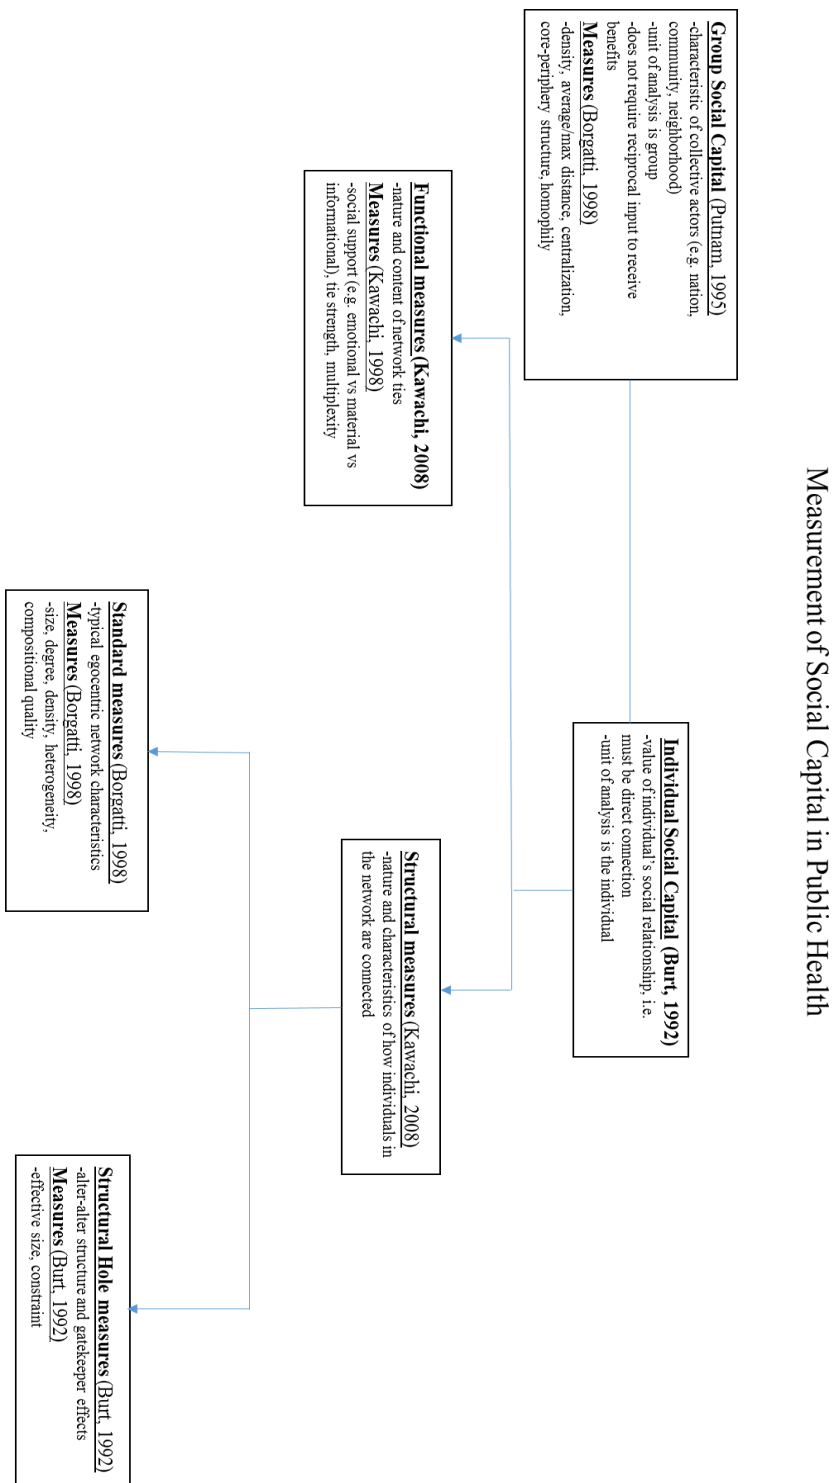 Measurement of Social Capital in Public Health
Group Social Capital (Putnam, 1995)
-characteristic of collective actors (e.g. nation,
community, neighborhood)
-unit of analysis is group
-does not require reciprocal input to receive
benefits
Measures (Borgatti, 1998)
-density, average/max distance, centralization,
core-periphery structure, homophily
Individual Social Capital (Burt, 1992)
-value of individual's social relationship, i.e.
must be direct connection
-unit of analysis is the individual
Functional measures (Kawachi, 2008)
-nature and content of network ties
Measures (Kawachi, 1998)
-social support (e.g. emotional vs material vs
informational), tie strength, multiplexity
Structural measures (Kawachi, 2008)
-nature and characteristics of how individuals in
the network are connected
Standard measures (Borgatti, 1998)
-typical egocentric network characteristics
Measures (Borgatti, 1998)
-size, degree, density, heterogeneity,
compositional quality
Structural Hole measures (Burt, 1992)
-alter-alter structure and gatekeeper effects
Measures (Burt, 1992)
-effective size, constraint